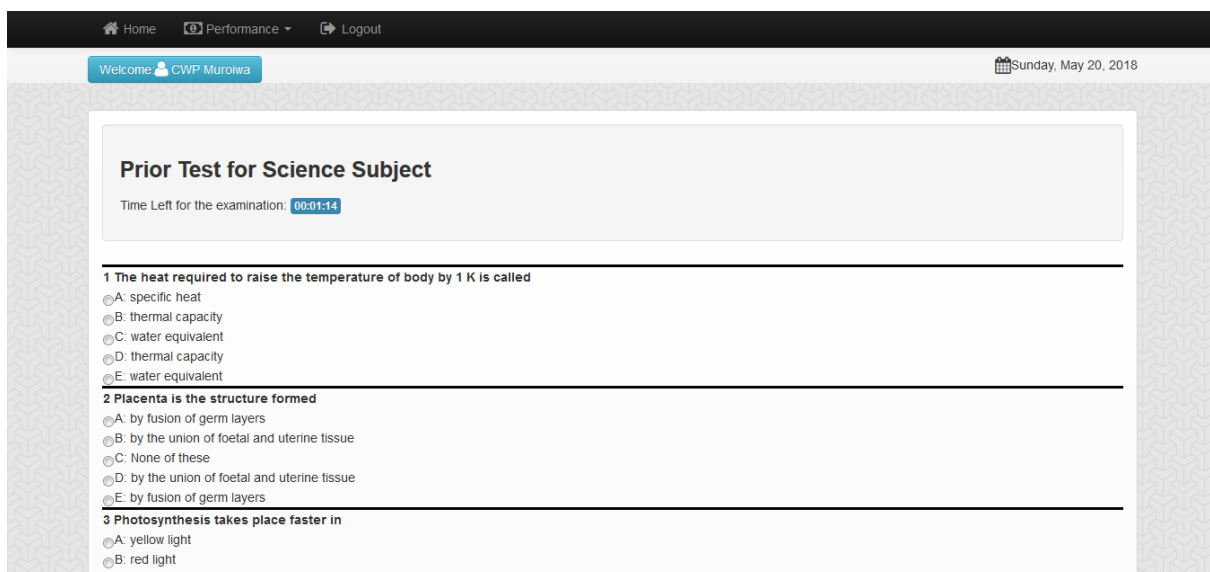 Home Performance Logout
Welcome: CWP Muroiwa
Sunday, May 20, 2018
Prior Test for Science Subject
Time Left for the examination: 00:01:14
1 The heat required to raise the temperature of body by 1 K is called
A: specific heat
B: thermal capacity
C: water equivalent
D: thermal capacity
E: water equivalent
2 Placenta is the structure formed
A: by fusion of germ layers
B: by the union of foetal and uterine tissue
C: None of these
D: by the union of foetal and uterine tissue
E: by fusion of germ layers
3 Photosynthesis takes place faster in
A: yellow light
B: red light